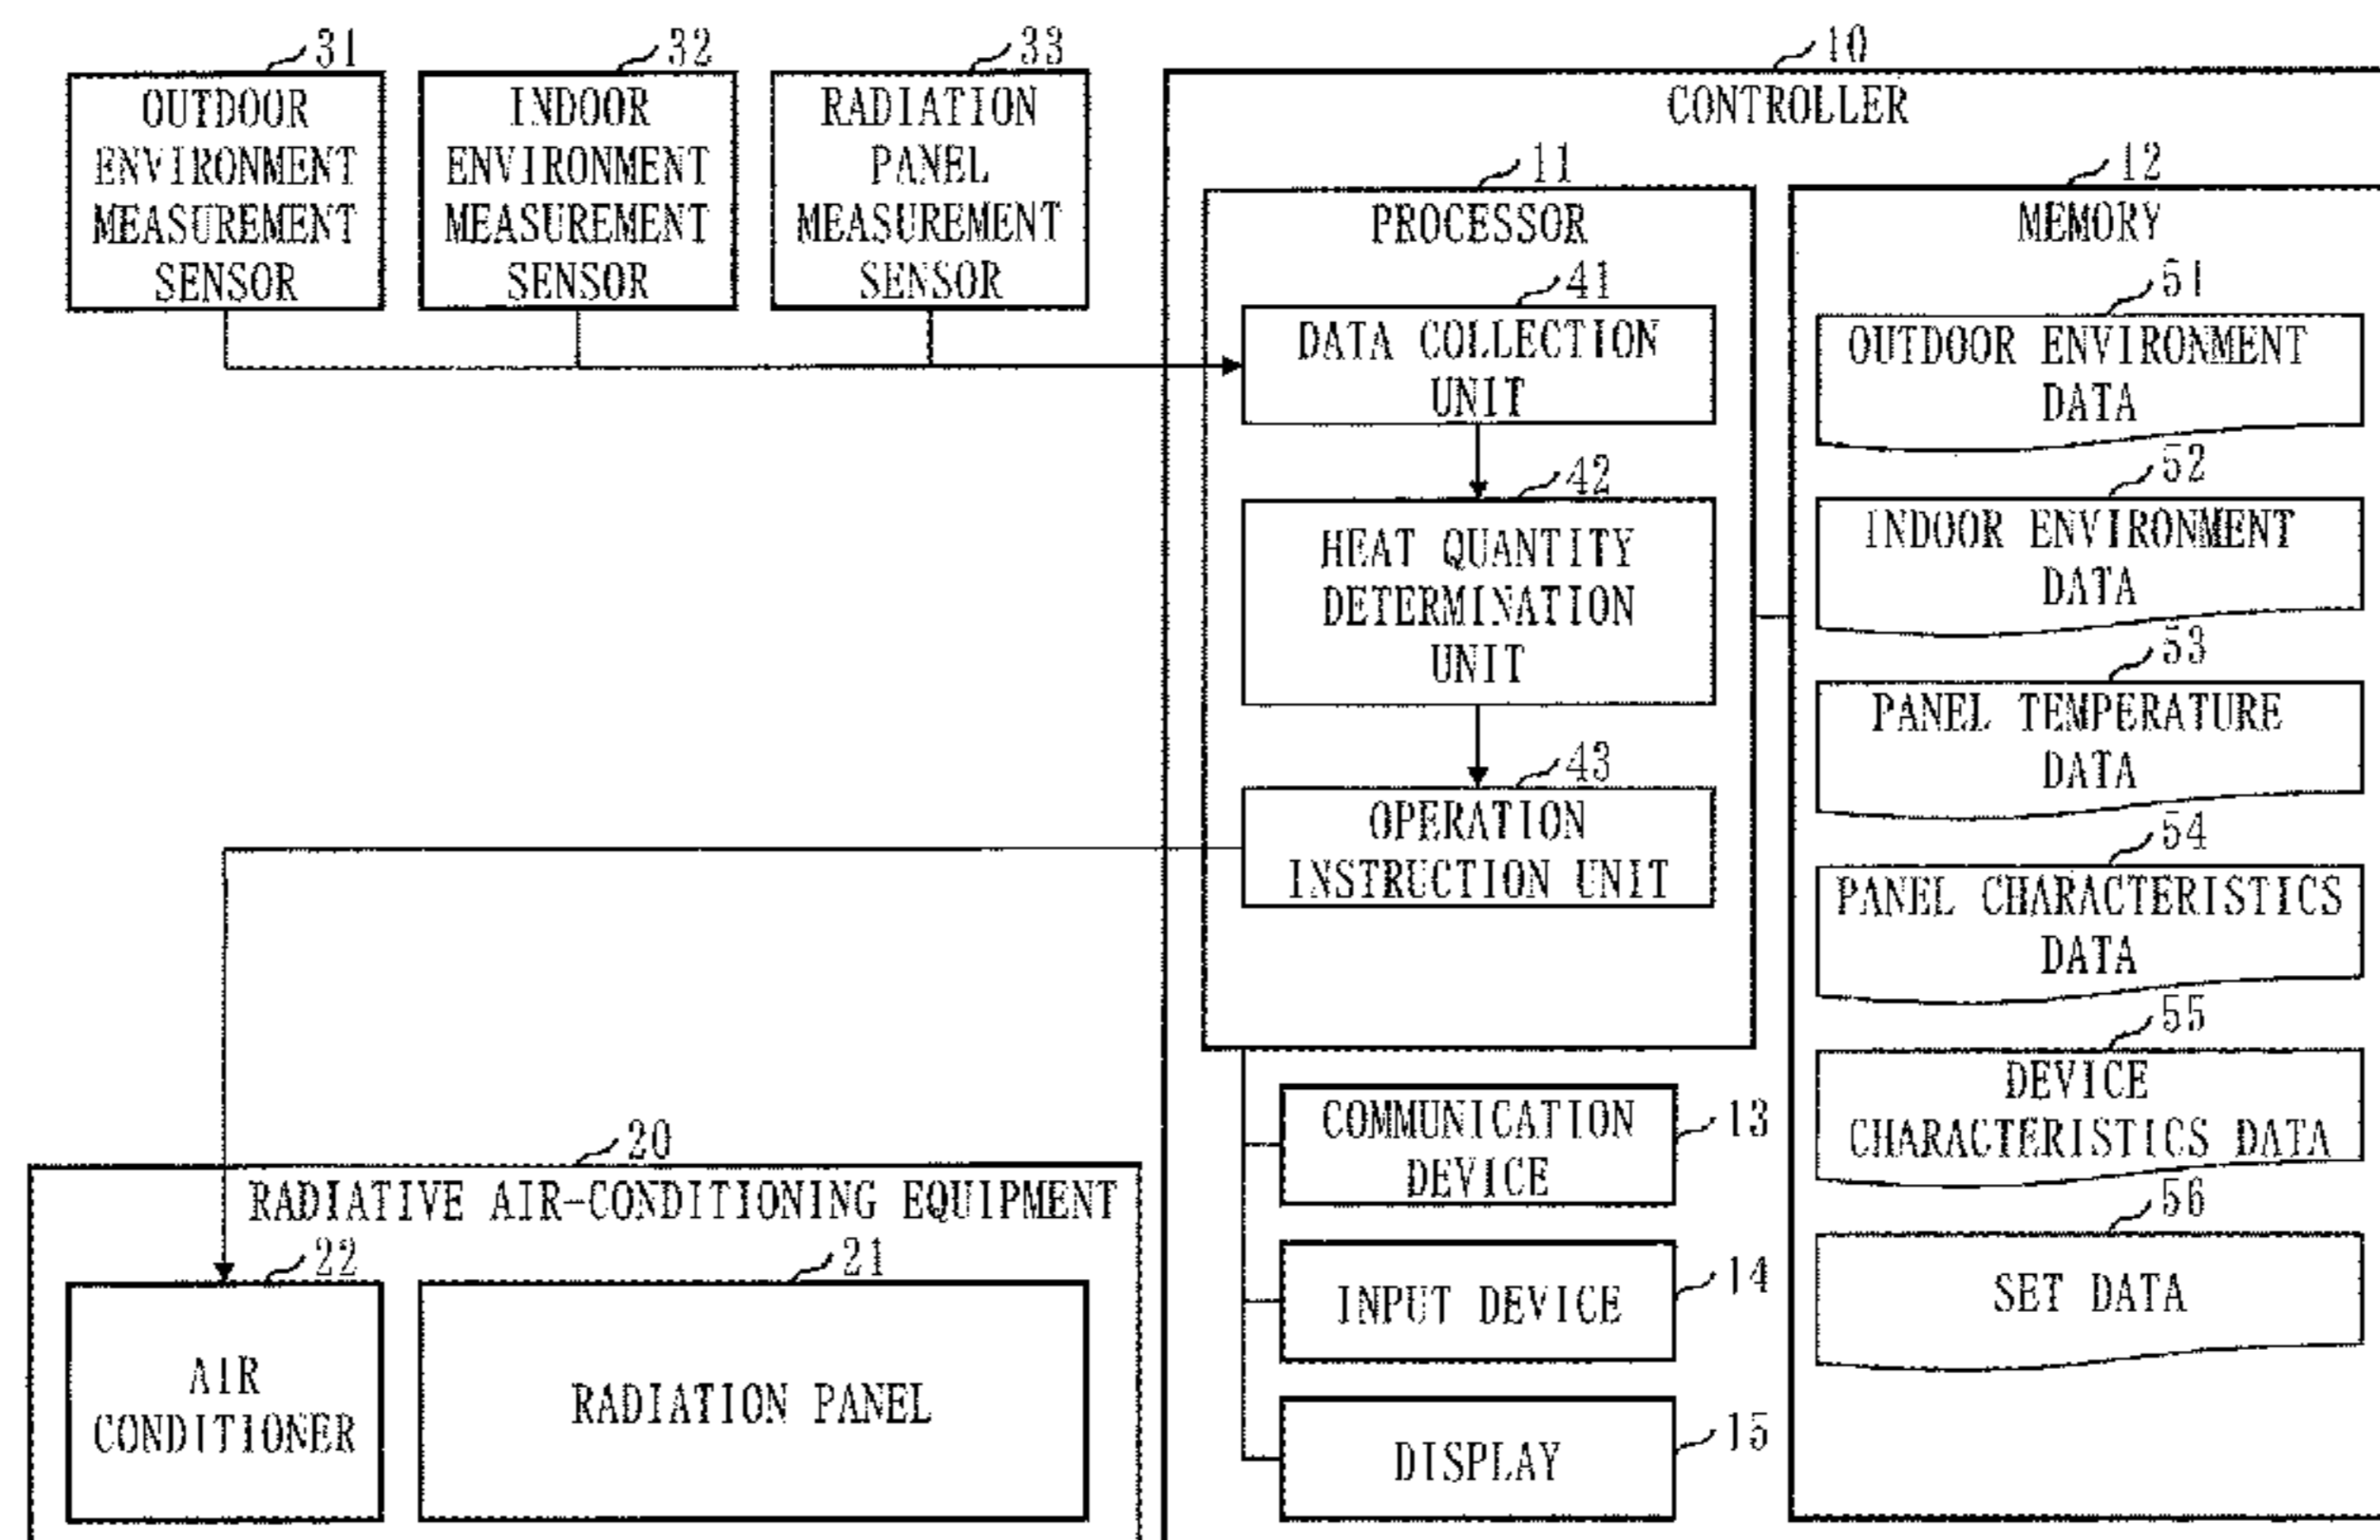 31
OUTDOOR
ENVIRONMENT
MEASUREMENT
SENSOR
32
INDOOR
ENVIRONMENT
MEASUREMENT
SENSOR
33
RADIATION
PANEL
MEASUREMENT
SENSOR
10
CONTROLLER
11
PROCESSOR
41
DATA COLLECTION
UNIT
42
HEAT QUANTITY
DETERMINATION
UNIT
43
OPERATION
INSTRUCTION UNIT
12
MEMORY
51
OUTDOOR ENVIRONMENT
DATA
52
INDOOR ENVIRONMENT
DATA
53
PANEL TEMPERATURE
DATA
54
PANEL CHARACTERISTICS
DATA
55
DEVICE
CHARACTERISTICS DATA
56
SET DATA
COMMUNICATION
DEVICE
13
INPUT DEVICE
14
DISPLAY
15
20
RADIATIVE AIR-CONDITIONING EQUIPMENT
22
AIR
CONDITIONER
21
RADIATION PANEL